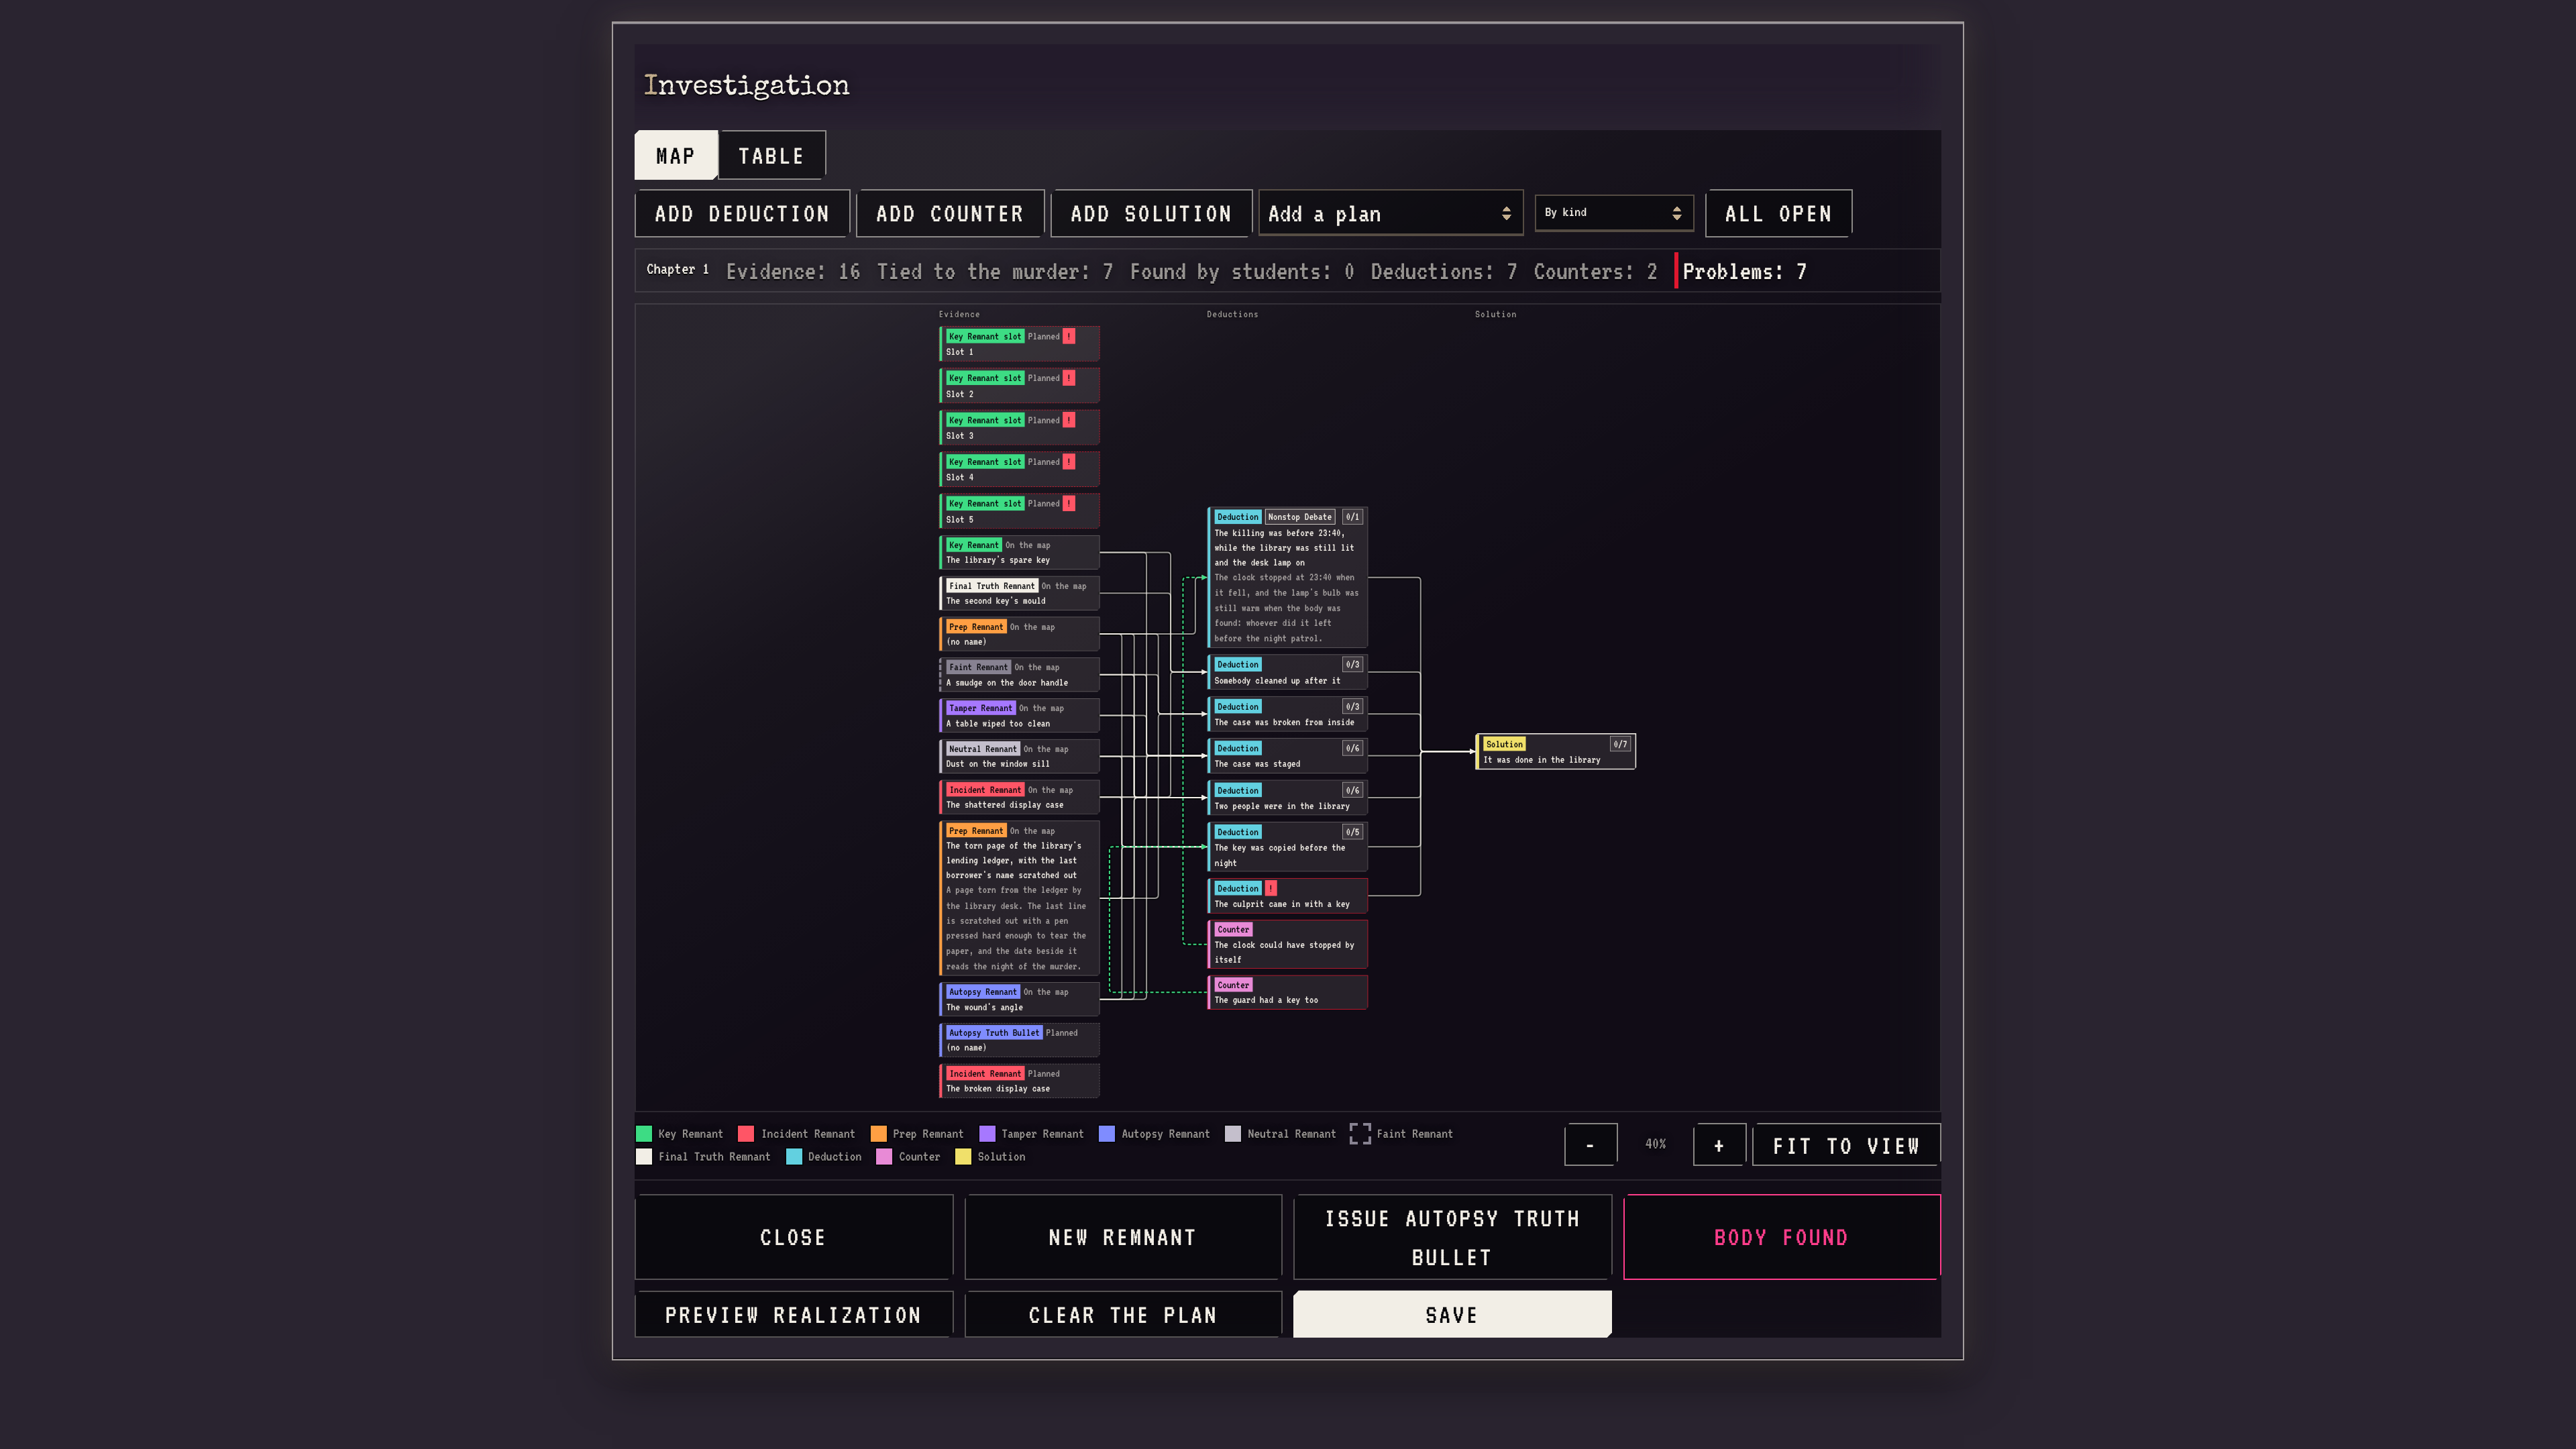 Investigation
MAP
TABLE
ADD DEDUCTION
ADD COUNTER
ADD SOLUTION
Add a plan
By kind
ALL OPEN
Chapter 1
Evidence: 16
Tied to the murder: 7
Found by students: 0
Deductions: 7
Counters: 2
Problems: 7
Evidence
Deductions
Solution
Key Remnant slot Planned !
Slot 1
Key Remnant slot Planned !
Slot 2
Key Remnant slot Planned !
Slot 3
Key Remnant slot Planned !
Slot 4
Key Remnant slot Planned !
Slot 5
Key Remnant On the map
The library's spare key
Final Truth Remnant On the map
The second key's mould
Prep Remnant On the map
(no name)
Faint Remnant On the map
A smudge on the door handle
Tamper Remnant On the map
A table wiped too clean
Neutral Remnant On the map
Dust on the window sill
Incident Remnant On the map
The shattered display case
Prep Remnant On the map
The torn page of the library's
lending ledger, with the last
borrower's name scratched out
A page torn from the ledger by
the library desk. The last line
is scratched out with a pen
pressed hard enough to tear the
paper, and the date beside it
reads the night of the murder.
Autopsy Remnant On the map
The wound's angle
Autopsy Truth Bullet Planned
(no name)
Incident Remnant Planned
The broken display case
Deduction Nonstop Debate 0/1
The killing was before 23:40,
while the library was still lit
and the desk lamp on
The clock stopped at 23:40 when
it fell, and the lamp's bulb was
still warm when the body was
found: whoever did it left
before the night patrol.
Deduction 0/3
Somebody cleaned up after it
Deduction 0/3
The case was broken from inside
Deduction 0/6
The case was staged
Deduction 0/6
Two people were in the library
Deduction 0/5
The key was copied before the
night
Deduction !
The culprit came in with a key
Counter
The clock could have stopped by
itself
Counter
The guard had a key too
Solution 0/7
It was done in the library
Key Remnant
Incident Remnant
Prep Remnant
Tamper Remnant
Autopsy Remnant
Neutral Remnant
Faint Remnant
Final Truth Remnant
Deduction
Counter
Solution
-
40%
+
FIT TO VIEW
CLOSE
NEW REMNANT
ISSUE AUTOPSY TRUTH
BULLET
BODY FOUND
PREVIEW REALIZATION
CLEAR THE PLAN
SAVE